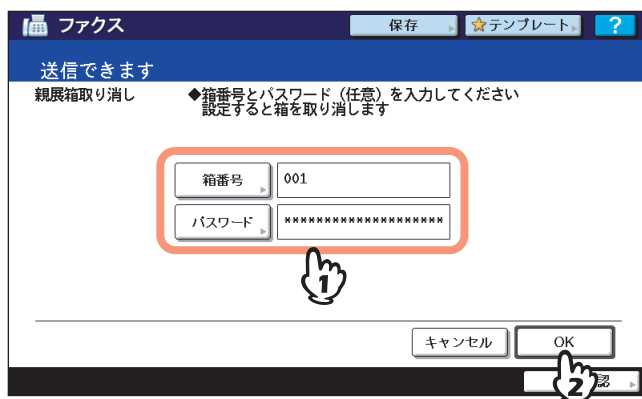 ファクス
保存
テンプレート
?
送信できます
親展箱取り消し
◆箱番号とパスワード（任意）を入力してください
設定すると箱を取り消します
箱番号
001
パスワード
********************
1
キャンセル
OK
2
認